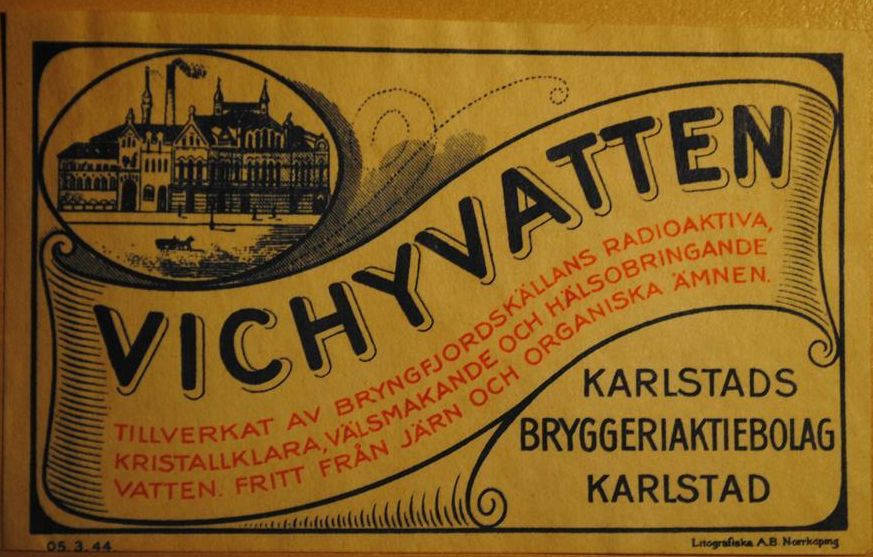 VICHYVATTEN
TILLVERKAT AV BRYNGFJORDSKÄLLANS RADIOAKTIVA,
KRISTALLKLARA, VÄLSMAKANDE OCH HÄLSOBRINGANDE
VATTEN. FRITT FRÅN JÄRN OCH ORGANISKA ÄMNEN.
KARLSTADS
BRYGGERIAKTIEBOLAG
KARLSTAD
05. 3. 44.
Litografiska A.B. Norrköping